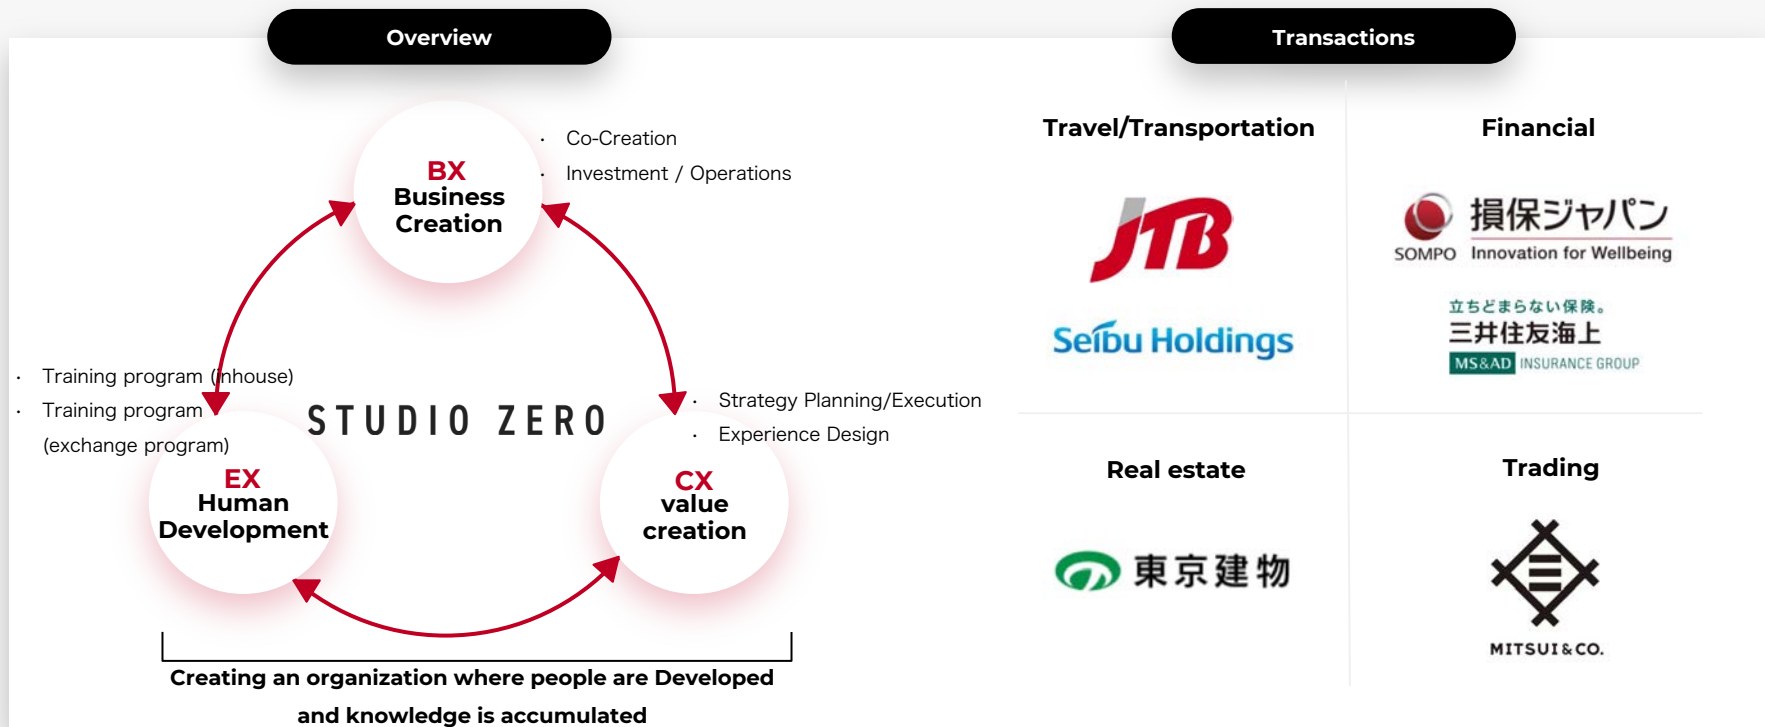 Overview
BX
Business
Creation
· Co-Creation
· Investment / Operations
· Training program (inhouse)
· Training program
(exchange program)
STUDIO ZERO
· Strategy Planning/Execution
· Experience Design
EX
Human
Development
CX
value
creation
Creating an organization where people are Developed
and knowledge is accumulated
Transactions
Travel/Transportation
JTB
Seibu Holdings
Financial
SOMPO
損保ジャパン
Innovation for Wellbeing
立ちどまらない保険。
三井住友海上
MS&AD INSURANCE GROUP
Real estate
東京建物
Trading
MITSUI & CO.